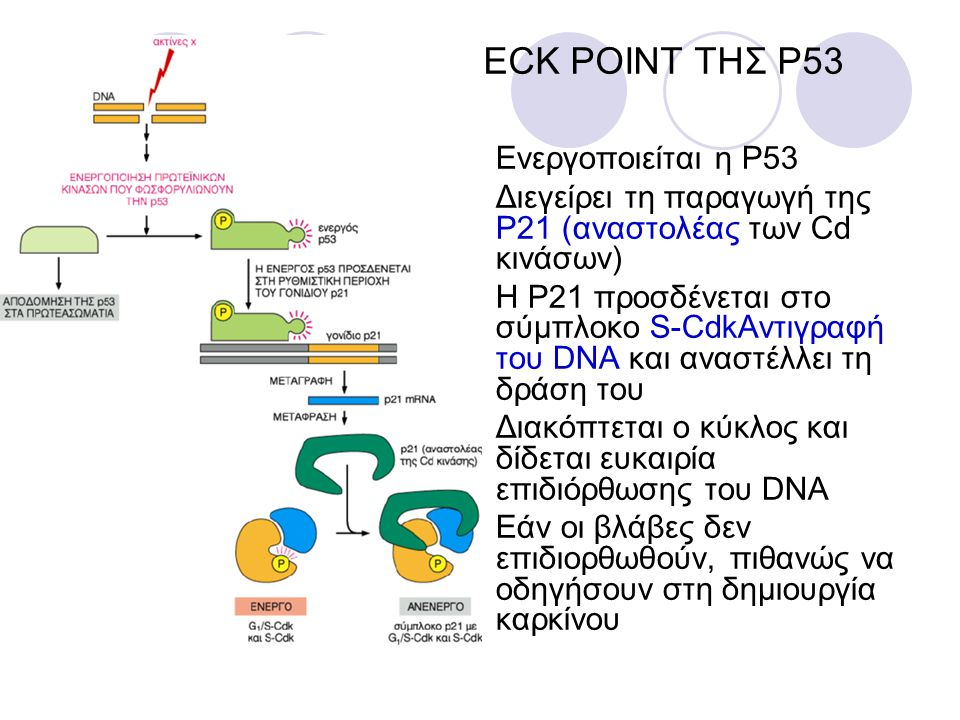 ECK POINT ΤΗΣ P53
ακτίνες x
DNA
ΕΝΕΡΓΟΠΟΙΗΣΗ ΠΡΩΤΕΪΝΙΚΩΝ
ΚΙΝΑΣΩΝ ΠΟΥ ΦΩΣΦΟΡΥΛΙΩΝΟΥΝ
ΤΗΝ p53
P
ενεργός
p53
Η ΕΝΕΡΓΟΣ p53 ΠΡΟΣΔΕΝΕΤΑΙ
ΣΤΗ ΡΥΘΜΙΣΤΙΚΗ ΠΕΡΙΟΧΗ
ΤΟΥ ΓΟΝΙΔΙΟΥ p21
ΑΠΟΔΟΜΗΣΗ ΤΗΣ p53
ΣΤΑ ΠΡΩΤΕΑΣΩΜΑΤΙΑ
P
γονίδιο p21
ΜΕΤΑΓΡΑΦΗ
p21 mRNA
ΜΕΤΑΦΡΑΣΗ
p21 (αναστολέας
της Cd κινάσης)
P
P
ΕΝΕΡΓΟ
G1/S-Cdk
και S-Cdk
ΑΝΕΝΕΡΓΟ
σύμπλοκο p21 με
G1/S-Cdk και S-Cdk
Ενεργοποιείται η P53
Διεγείρει τη παραγωγή της
P21 (αναστολέας των Cd
κινάσων)
Η P21 προσδένεται στο
σύμπλοκο S-CdkΑντιγραφή
του DNA και αναστέλλει τη
δράση του
Διακόπτεται ο κύκλος και
δίδεται ευκαιρία
επιδιόρθωσης του DNA
Εάν οι βλάβες δεν
επιδιορθωθούν, πιθανώς να
οδηγήσουν στη δημιουργία
καρκίνου